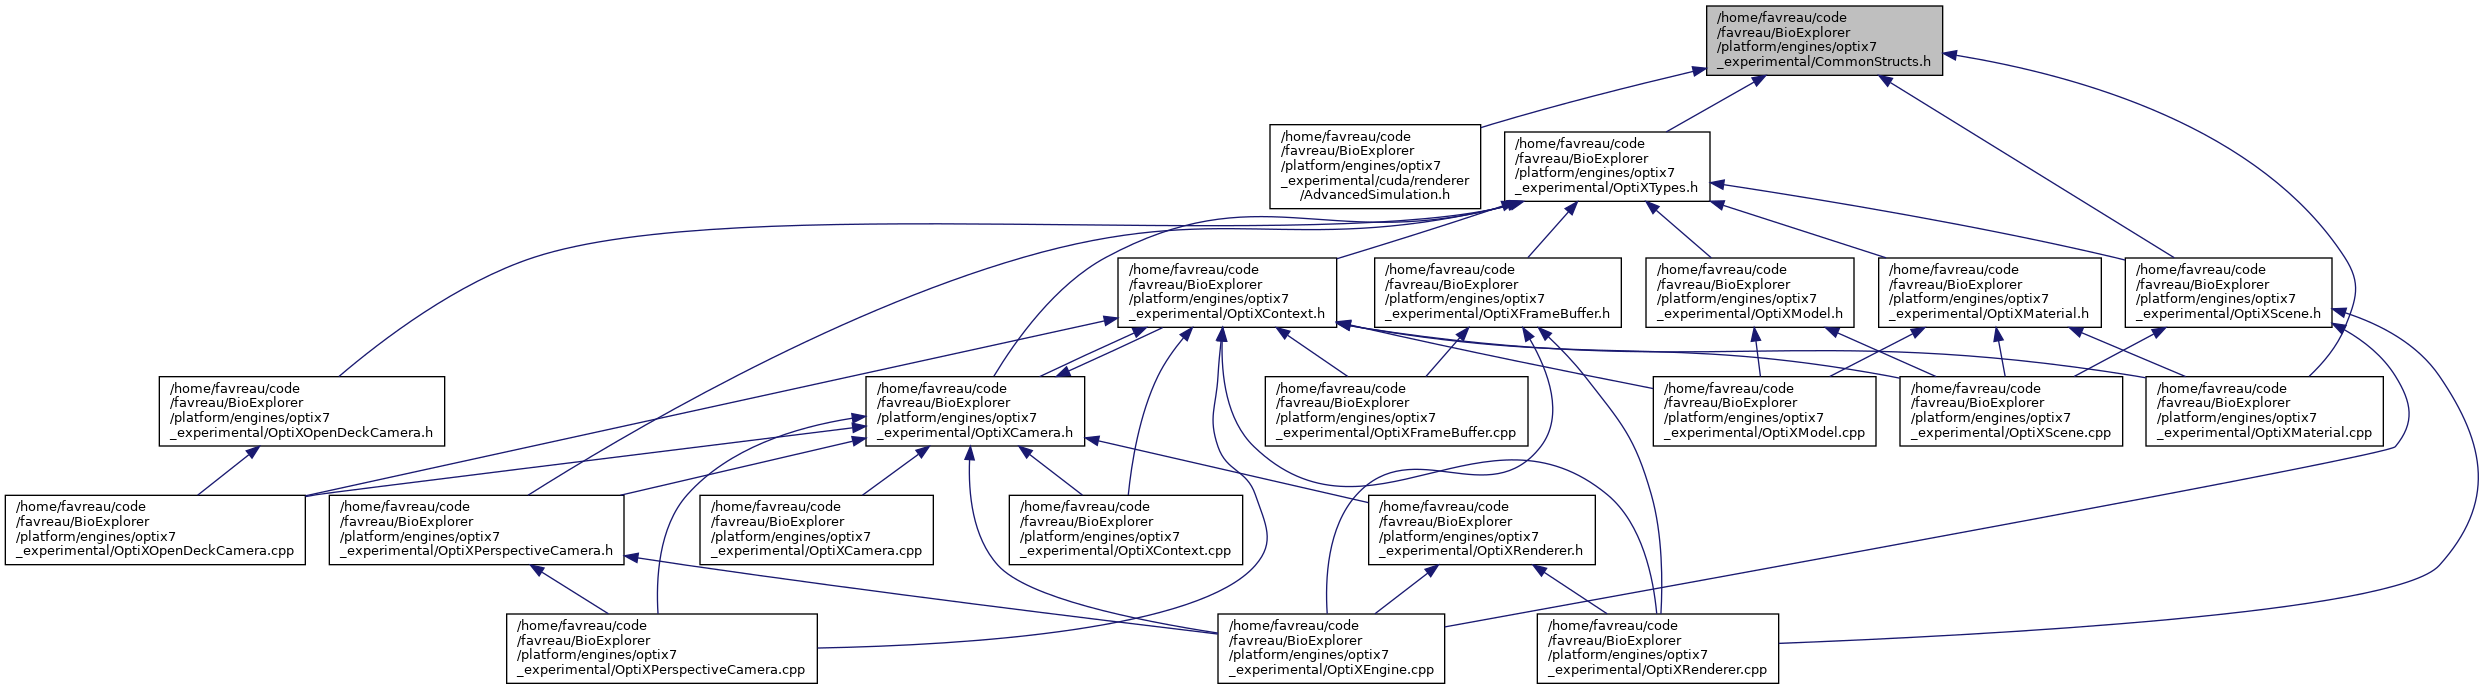 /home/favreau/code
/favreau/BioExplorer
/platform/engines/optix7
_experimental/CommonStructs.h
/home/favreau/code
/favreau/BioExplorer
/platform/engines/optix7
_experimental/cuda/renderer
/AdvancedSimulation.h
/home/favreau/code
/favreau/BioExplorer
/platform/engines/optix7
_experimental/OptiXTypes.h
/home/favreau/code
/favreau/BioExplorer
/platform/engines/optix7
_experimental/OptiXContext.h
/home/favreau/code
/favreau/BioExplorer
/platform/engines/optix7
_experimental/OptiXFrameBuffer.h
/home/favreau/code
/favreau/BioExplorer
/platform/engines/optix7
_experimental/OptiXModel.h
/home/favreau/code
/favreau/BioExplorer
/platform/engines/optix7
_experimental/OptiXMaterial.h
/home/favreau/code
/favreau/BioExplorer
/platform/engines/optix7
_experimental/OptiXScene.h
/home/favreau/code
/favreau/BioExplorer
/platform/engines/optix7
_experimental/OptiXOpenDeckCamera.h
/home/favreau/code
/favreau/BioExplorer
/platform/engines/optix7
_experimental/OptiXCamera.h
/home/favreau/code
/favreau/BioExplorer
/platform/engines/optix7
_experimental/OptiXFrameBuffer.cpp
/home/favreau/code
/favreau/BioExplorer
/platform/engines/optix7
_experimental/OptiXModel.cpp
/home/favreau/code
/favreau/BioExplorer
/platform/engines/optix7
_experimental/OptiXScene.cpp
/home/favreau/code
/favreau/BioExplorer
/platform/engines/optix7
_experimental/OptiXMaterial.cpp
/home/favreau/code
/favreau/BioExplorer
/platform/engines/optix7
_experimental/OptiXOpenDeckCamera.cpp
/home/favreau/code
/favreau/BioExplorer
/platform/engines/optix7
_experimental/OptiXPerspectiveCamera.h
/home/favreau/code
/favreau/BioExplorer
/platform/engines/optix7
_experimental/OptiXCamera.cpp
/home/favreau/code
/favreau/BioExplorer
/platform/engines/optix7
_experimental/OptiXContext.cpp
/home/favreau/code
/favreau/BioExplorer
/platform/engines/optix7
_experimental/OptiXRenderer.h
/home/favreau/code
/favreau/BioExplorer
/platform/engines/optix7
_experimental/OptiXPerspectiveCamera.cpp
/home/favreau/code
/favreau/BioExplorer
/platform/engines/optix7
_experimental/OptiXEngine.cpp
/home/favreau/code
/favreau/BioExplorer
/platform/engines/optix7
_experimental/OptiXRenderer.cpp